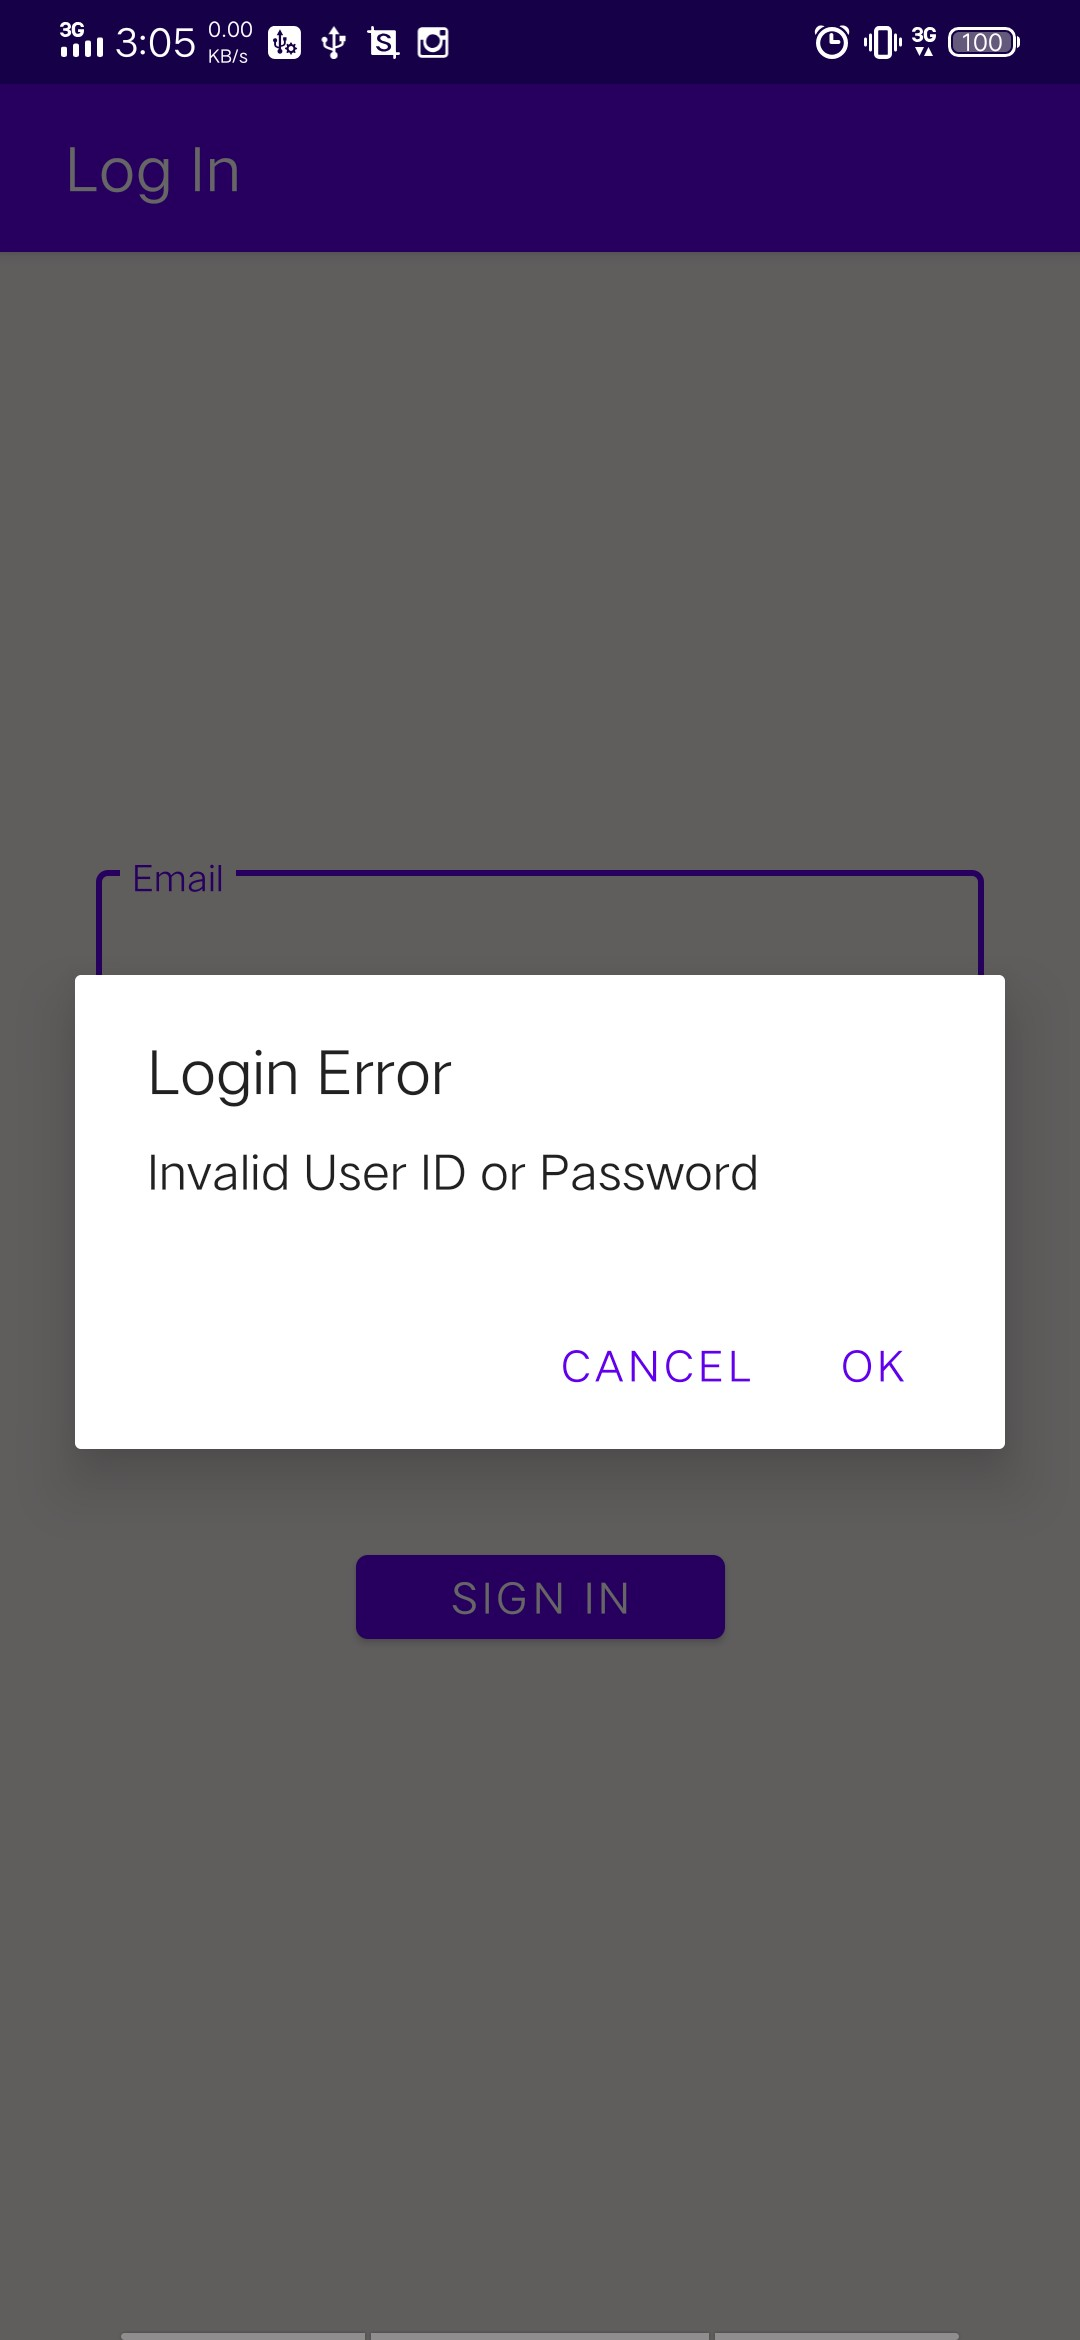 3G 3:05 0.00 KB/s S 3G 100
Log In
Email
Login Error
Invalid User ID or Password
CANCEL OK
SIGN IN